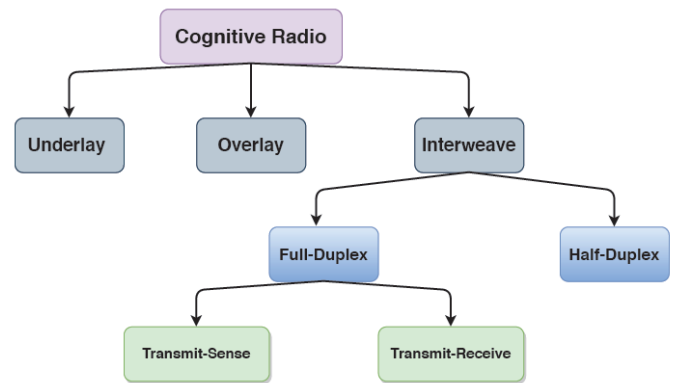 Cognitive Radio
Underlay
Overlay
Interweave
Full-Duplex
Half-Duplex
Transmit-Sense
Transmit-Receive